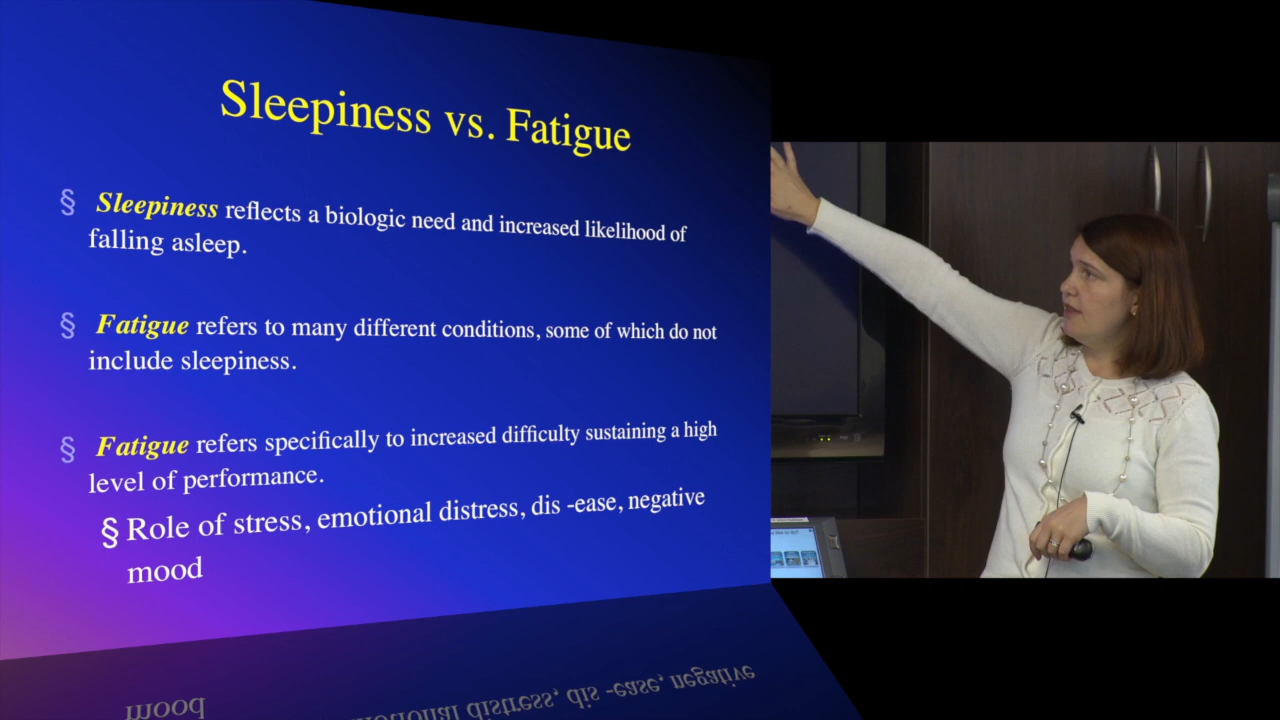 Sleepiness vs. Fatigue
§ Sleepiness reflects a biologic need and increased likelihood of
falling asleep.
§ Fatigue refers to many different conditions, some of which do not
include sleepiness.
§ Fatigue refers specifically to increased difficulty sustaining a high
level of performance.
§ Role of stress, emotional distress, dis -ease, negative
mood